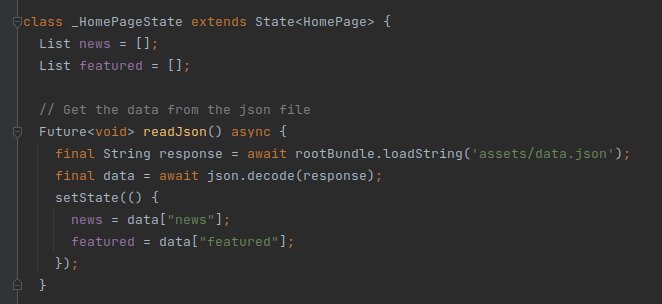 class _HomePageState extends State<HomePage> {
  List news = [];
  List featured = [];

  // Get the data from the json file
  Future<void> readJson() async {
    final String response = await rootBundle.loadString('assets/data.json');
    final data = await json.decode(response);
    setState(() {
      news = data["news"];
      featured = data["featured"];
    });
  }